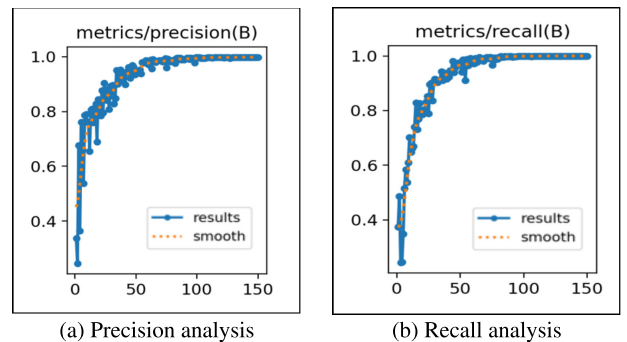 metrics/precision(B)
1.0
0.8
0.6
0.4
results
smooth
0
50
100
150
(a) Precision analysis
metrics/recall(B)
1.0
0.8
0.6
0.4
results
smooth
0
50
100
150
(b) Recall analysis